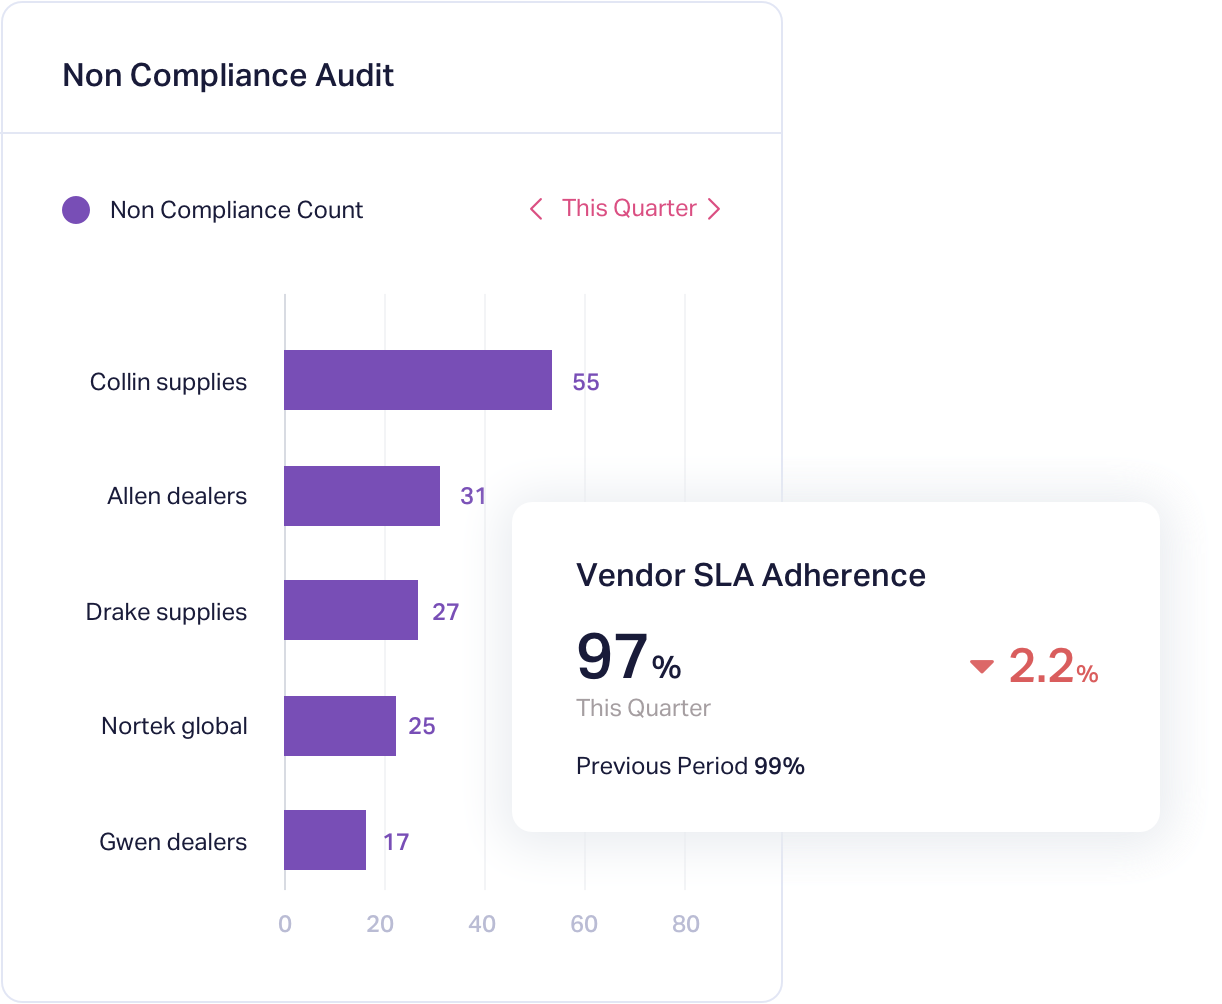 Non Compliance Audit
Non Compliance Count
This Quarter
Collin supplies 55
Allen dealers 31
Drake supplies 27
Nortek global 25
Gwen dealers 17
0 20 40 60 80
Vendor SLA Adherence
97% 2.2%
This Quarter
Previous Period 99%